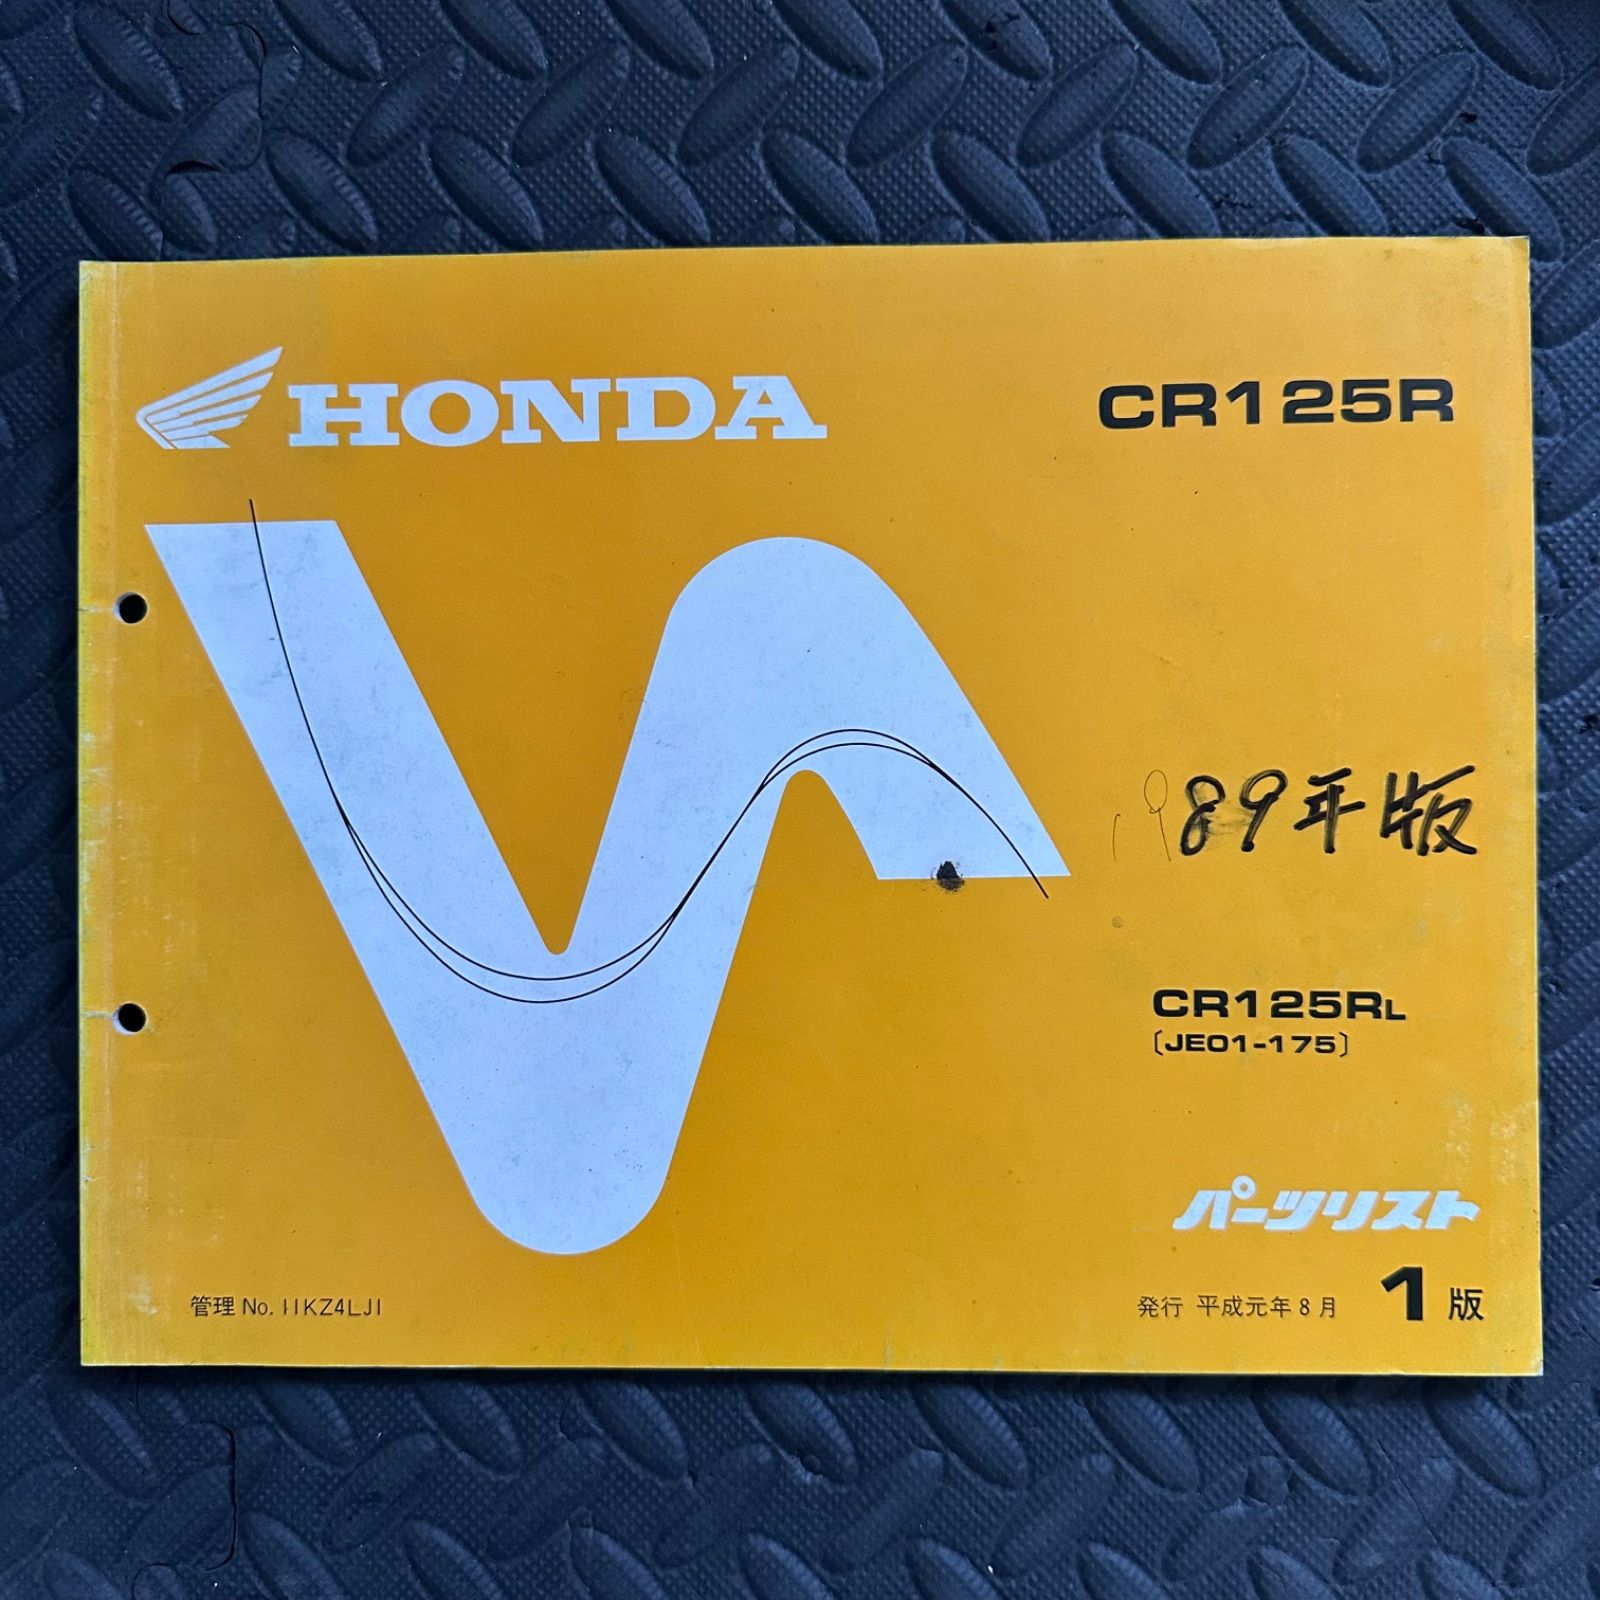 HONDA
CR125R
1989年版
CR125RL
〔JE01-175〕
パーツリスト
管理 No. HKZ4LJ1
発行 平成元年8月 1版